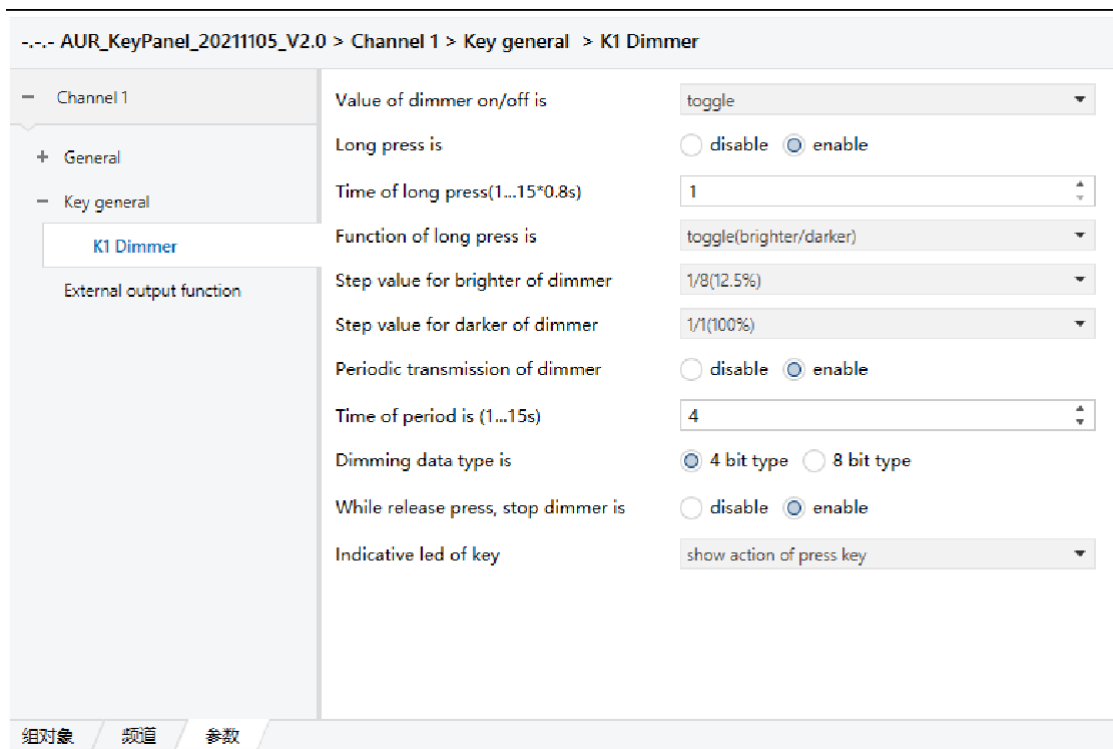 -.-.- AUR_KeyPanel_20211105_V2.0 > Channel 1 > Key general > K1 Dimmer
Channel 1
General
Key general
K1 Dimmer
External output function
Value of dimmer on/off is toggle
Long press is disable enable
Time of long press(1...15*0.8s) 1
Function of long press is toggle(brighter/darker)
Step value for brighter of dimmer 1/8(12.5%)
Step value for darker of dimmer 1/1(100%)
Periodic transmission of dimmer disable enable
Time of period is (1...15s) 4
Dimming data type is 4 bit type 8 bit type
While release press, stop dimmer is disable enable
Indicative led of key show action of press key
组对象 频道 参数